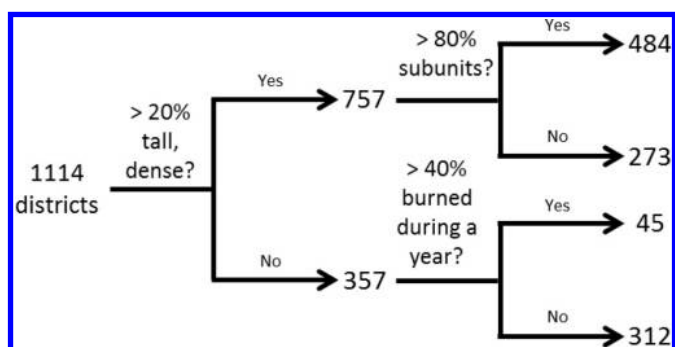 1114
districts
> 20%
tall,
dense?
Yes
757
No
357
> 80%
subunits?
Yes
484
No
273
> 40%
burned
during a
year?
Yes
45
No
312